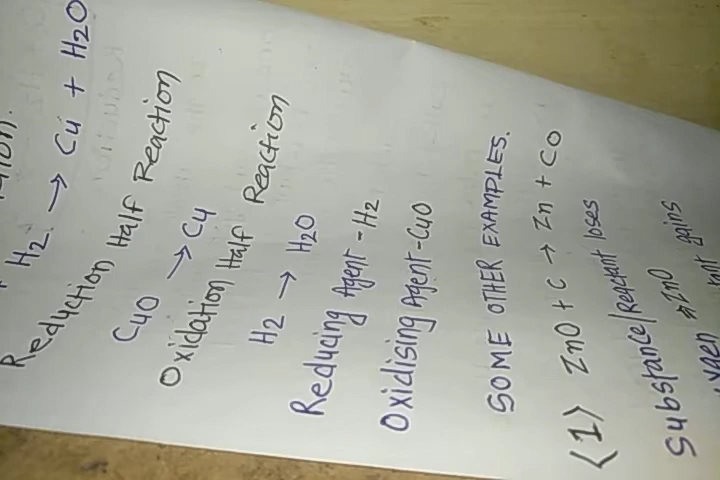 H2 → Cu + H2O
Reduction Half Reaction
CuO → Cu
Oxidation Half Reaction
H2 → H2O
Reducing Agent - H2
Oxidising Agent - CuO
SOME OTHER EXAMPLES.
(1) ZnO + C → Zn + CO
Substance/Reactant loses
ZnO
gains